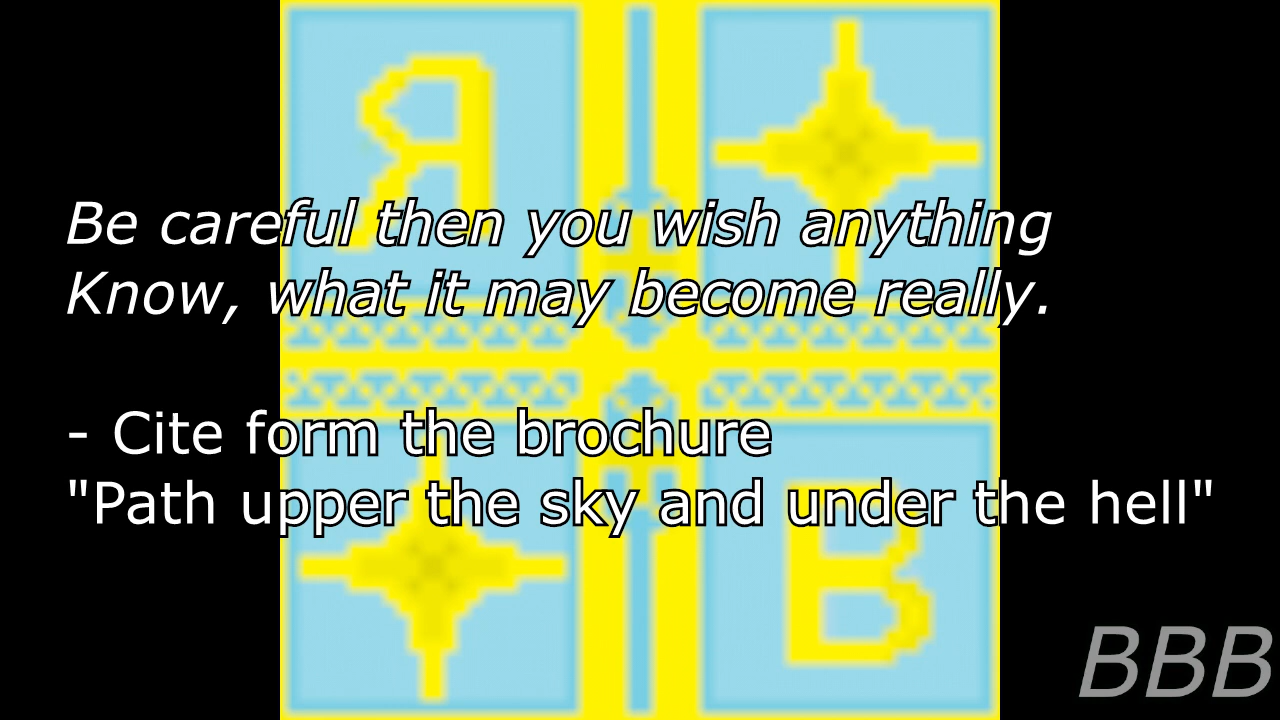 Я
Be careful then you wish anything
Know, what it may become really.
- Cite form the brochure
"Path upper the sky and under the hell"
B
BBB